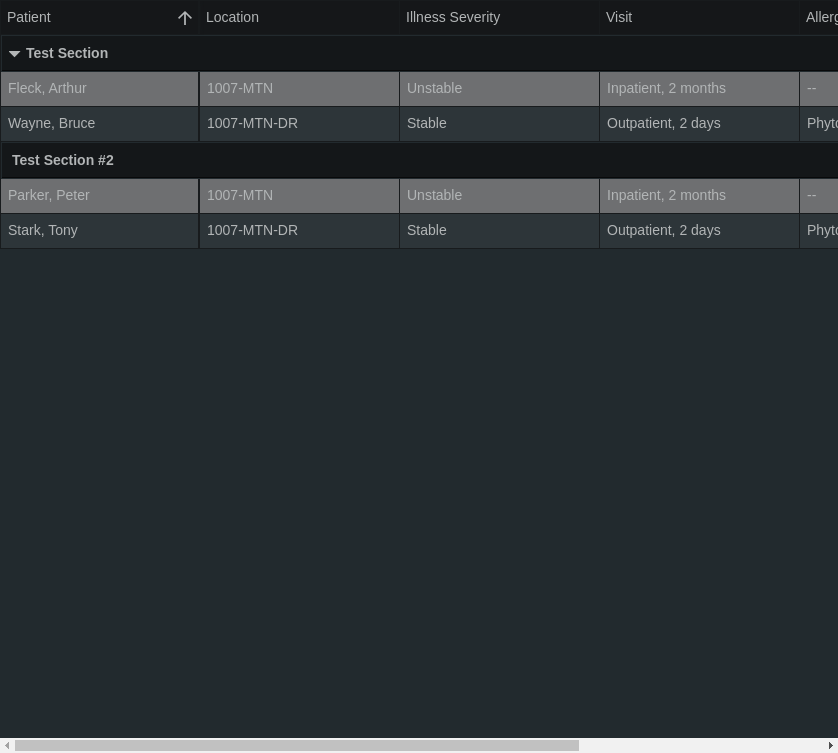 Patient Location Illness Severity Visit Allerg
Test Section
Fleck, Arthur 1007-MTN Unstable Inpatient, 2 months --
Wayne, Bruce 1007-MTN-DR Stable Outpatient, 2 days Phyto
Test Section #2
Parker, Peter 1007-MTN Unstable Inpatient, 2 months --
Stark, Tony 1007-MTN-DR Stable Outpatient, 2 days Phyto